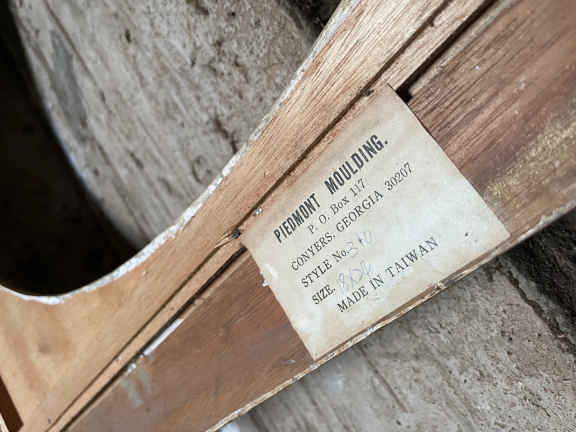 PIEDMONT MOULDING.
P. O. Box 117
CONYERS, GEORGIA 30207
STYLE No.
SIZE.
MADE IN TAIWAN